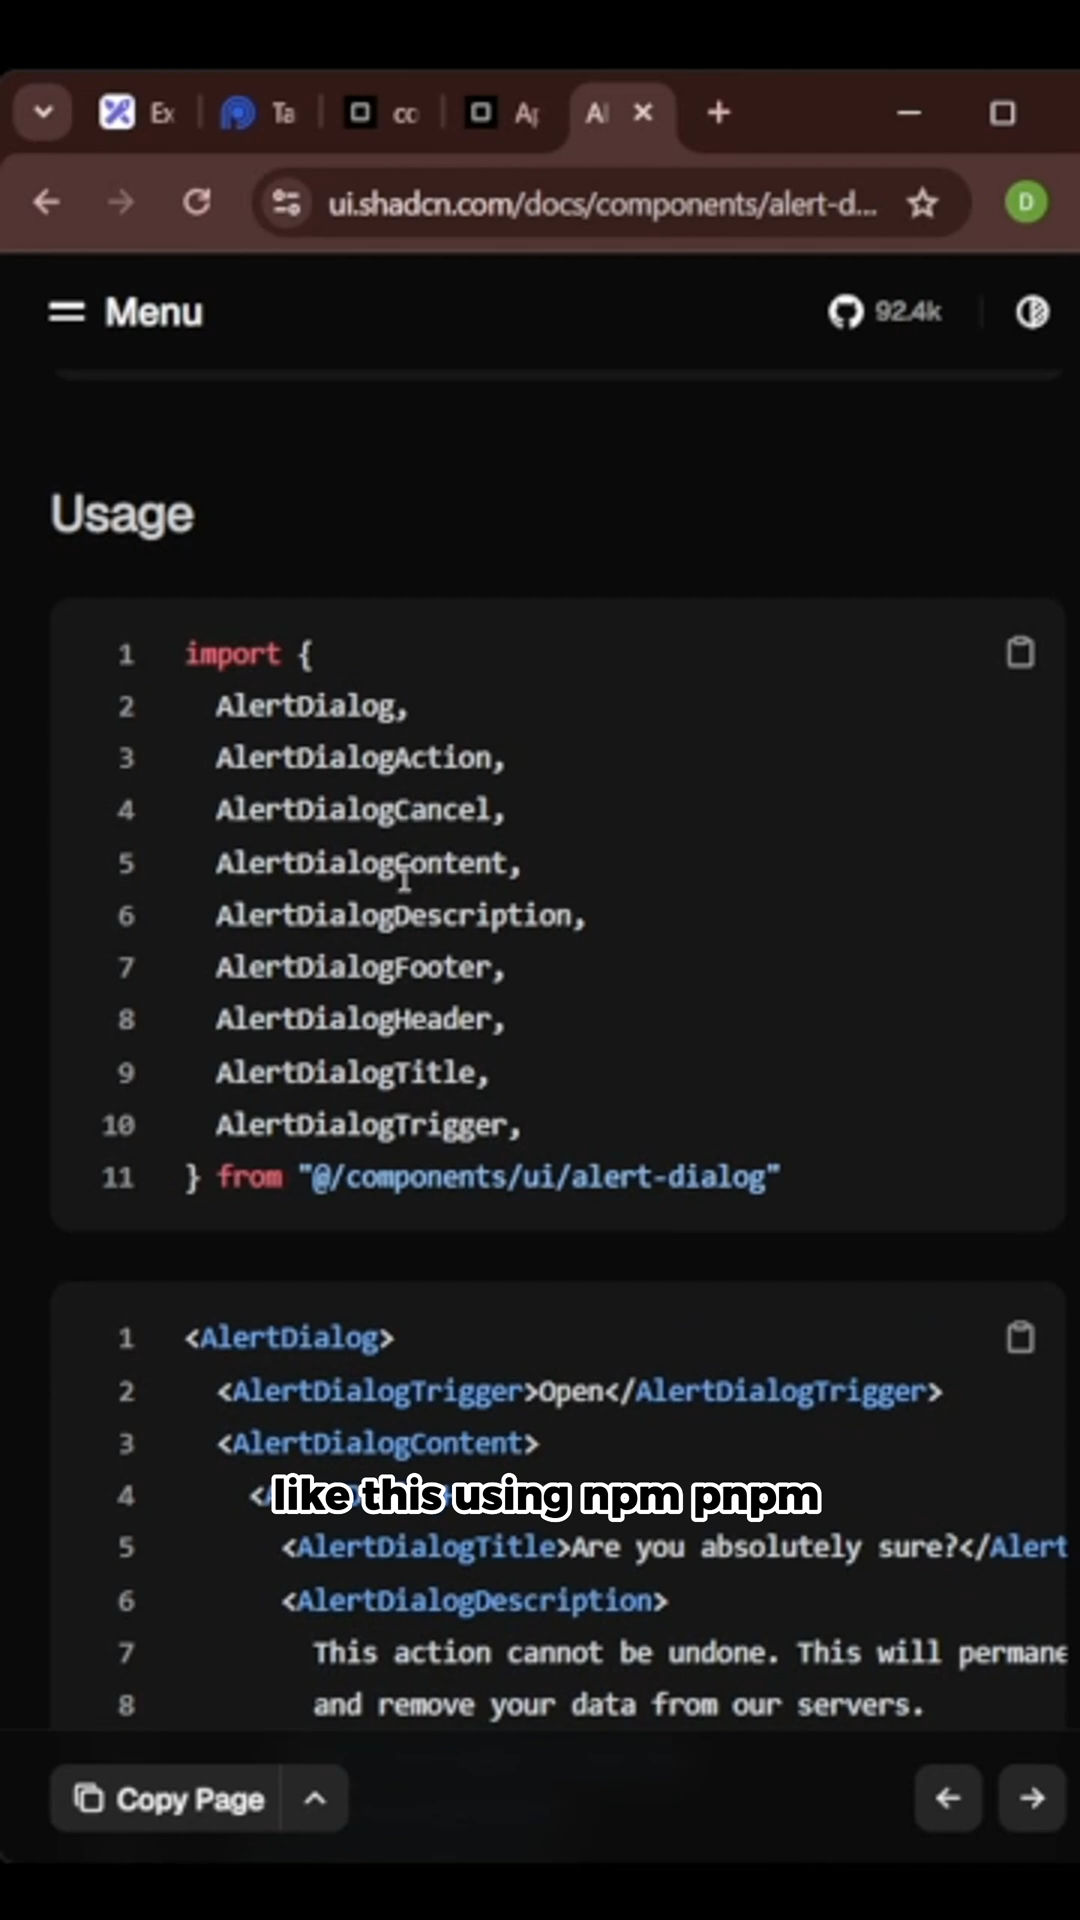 Ex
Ta
co
Ap
Al
ui.shadcn.com/docs/components/alert-d...
D
Menu
92.4k
Usage
1 import {
2 AlertDialog,
3 AlertDialogAction,
4 AlertDialogCancel,
5 AlertDialogContent,
6 AlertDialogDescription,
7 AlertDialogFooter,
8 AlertDialogHeader,
9 AlertDialogTitle,
10 AlertDialogTrigger,
11 } from "@/components/ui/alert-dialog"
1 <AlertDialog>
2 <AlertDialogTrigger>Open</AlertDialogTrigger>
3 <AlertDialogContent>
4 <
like this using npm pnpm
5 <AlertDialogTitle>Are you absolutely sure?</Alert
6 <AlertDialogDescription>
7 This action cannot be undone. This will permane
8 and remove your data from our servers.
Copy Page